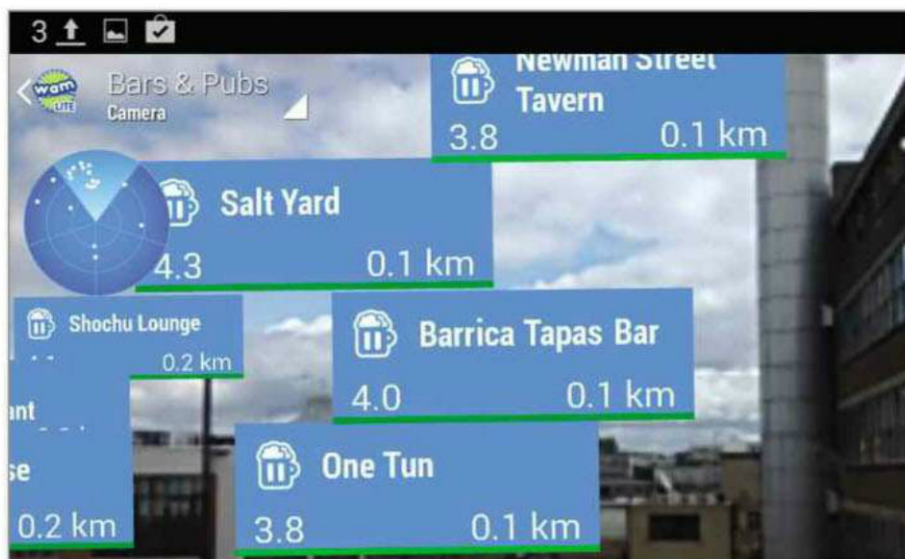 3
wam
LITE
Bars & Pubs
Camera
Newman Street
Tavern
3.8 0.1 km
Salt Yard
4.3 0.1 km
Shochu Lounge
0.2 km
Barrica Tapas Bar
4.0 0.1 km
ant
se
0.2 km
One Tun
3.8 0.1 km